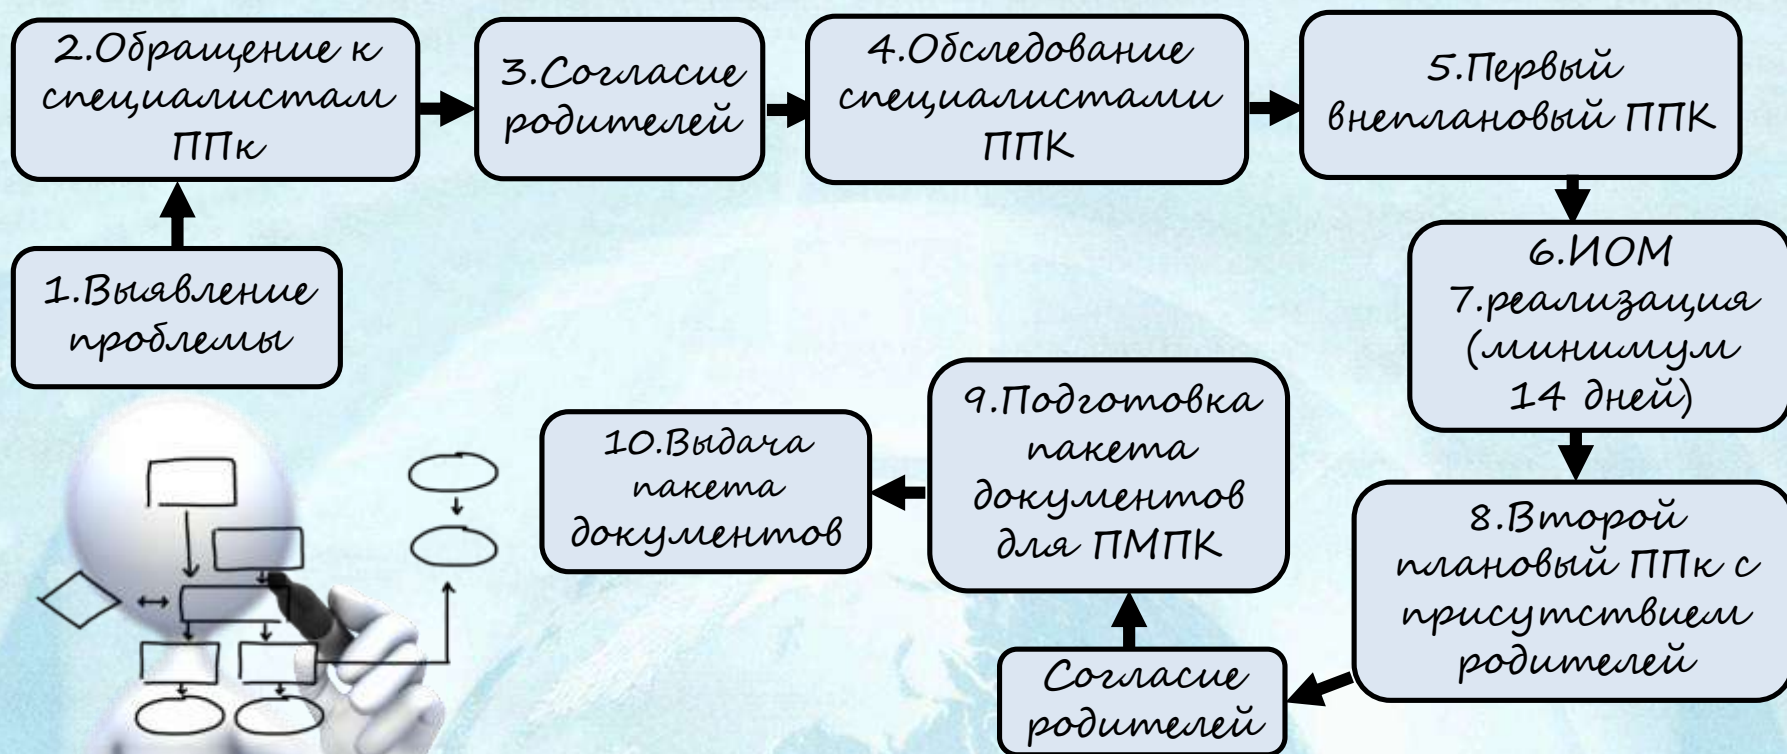 1.Выявление
проблемы
2.Обращение к
специалистам
ППк
3.Согласие
родителей
4.Обследование
специалистами
ППК
5.Первый
внеплановый ППК
6.ИОМ
7.реализация
(минимум
14 дней)
8.Второй
плановый ППк с
присутствием
родителей
Согласие
родителей
9.Подготовка
пакета
документов
для ПМПК
10.Выдача
пакета
документов